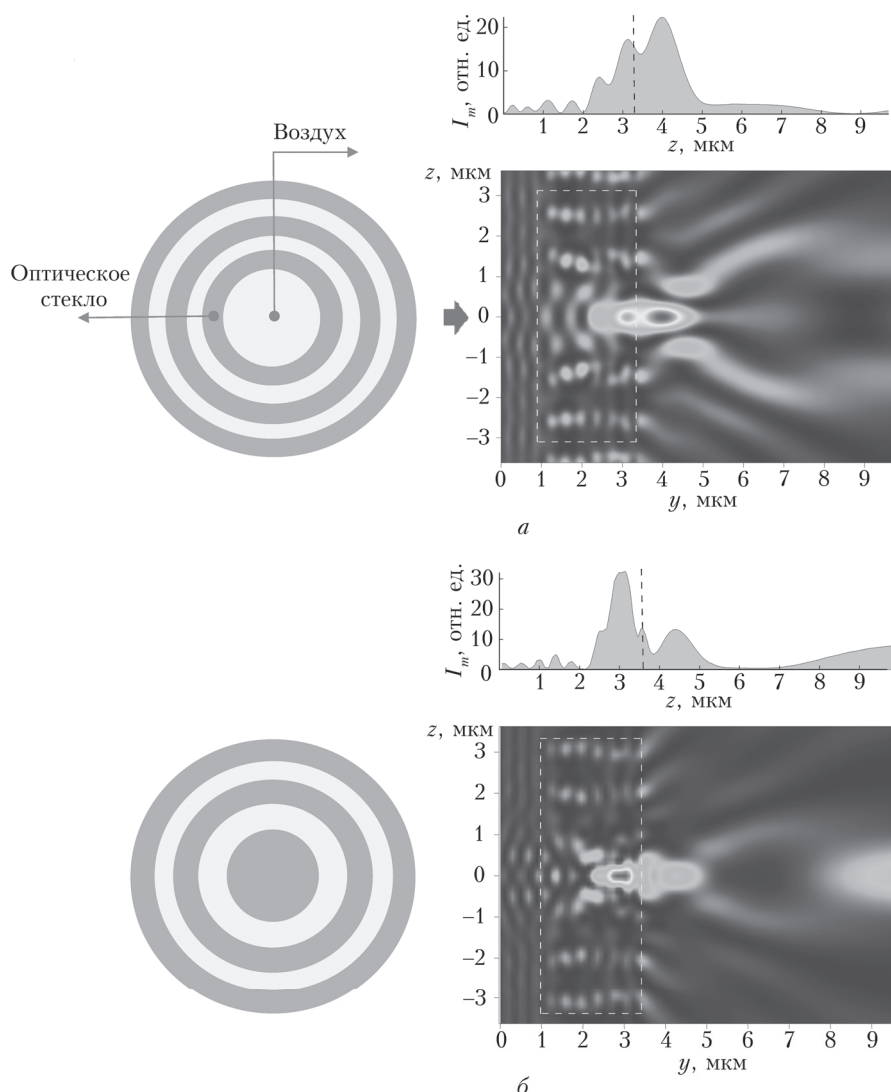 I_m, отн. ед.
20
10
0
1 2 3 4 5 6 7 8 9
z, мкм
Воздух
Оптическое
стекло
z, мкм
3
2
1
0
–1
–2
–3
0 1 2 3 4 5 6 7 8 9
y, мкм
а
I_m, отн. ед.
30
20
10
0
1 2 3 4 5 6 7 8 9
z, мкм
z, мкм
3
2
1
0
–1
–2
–3
0 1 2 3 4 5 6 7 8 9
y, мкм
б